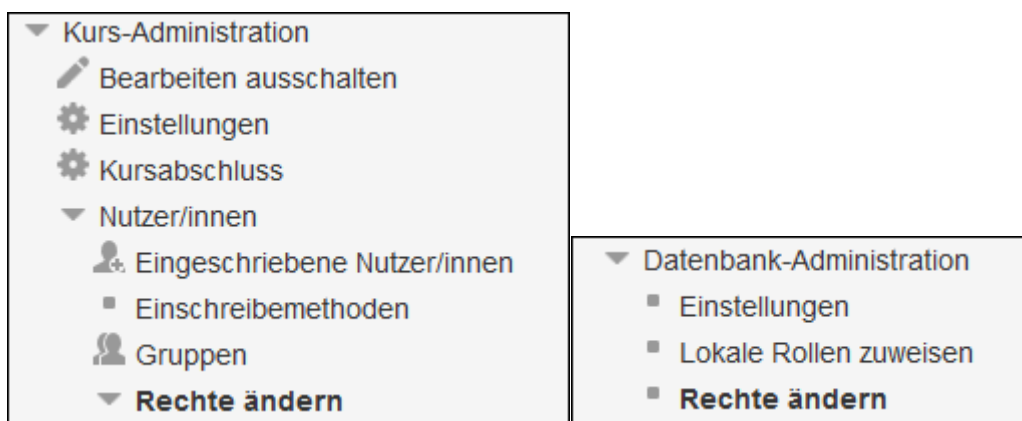 Kurs-Administration
Bearbeiten ausschalten
Einstellungen
Kursabschluss
Nutzer/innen
Eingeschriebene Nutzer/innen
Einschreibemethoden
Gruppen
Rechte ändern
Datenbank-Administration
Einstellungen
Lokale Rollen zuweisen
Rechte ändern